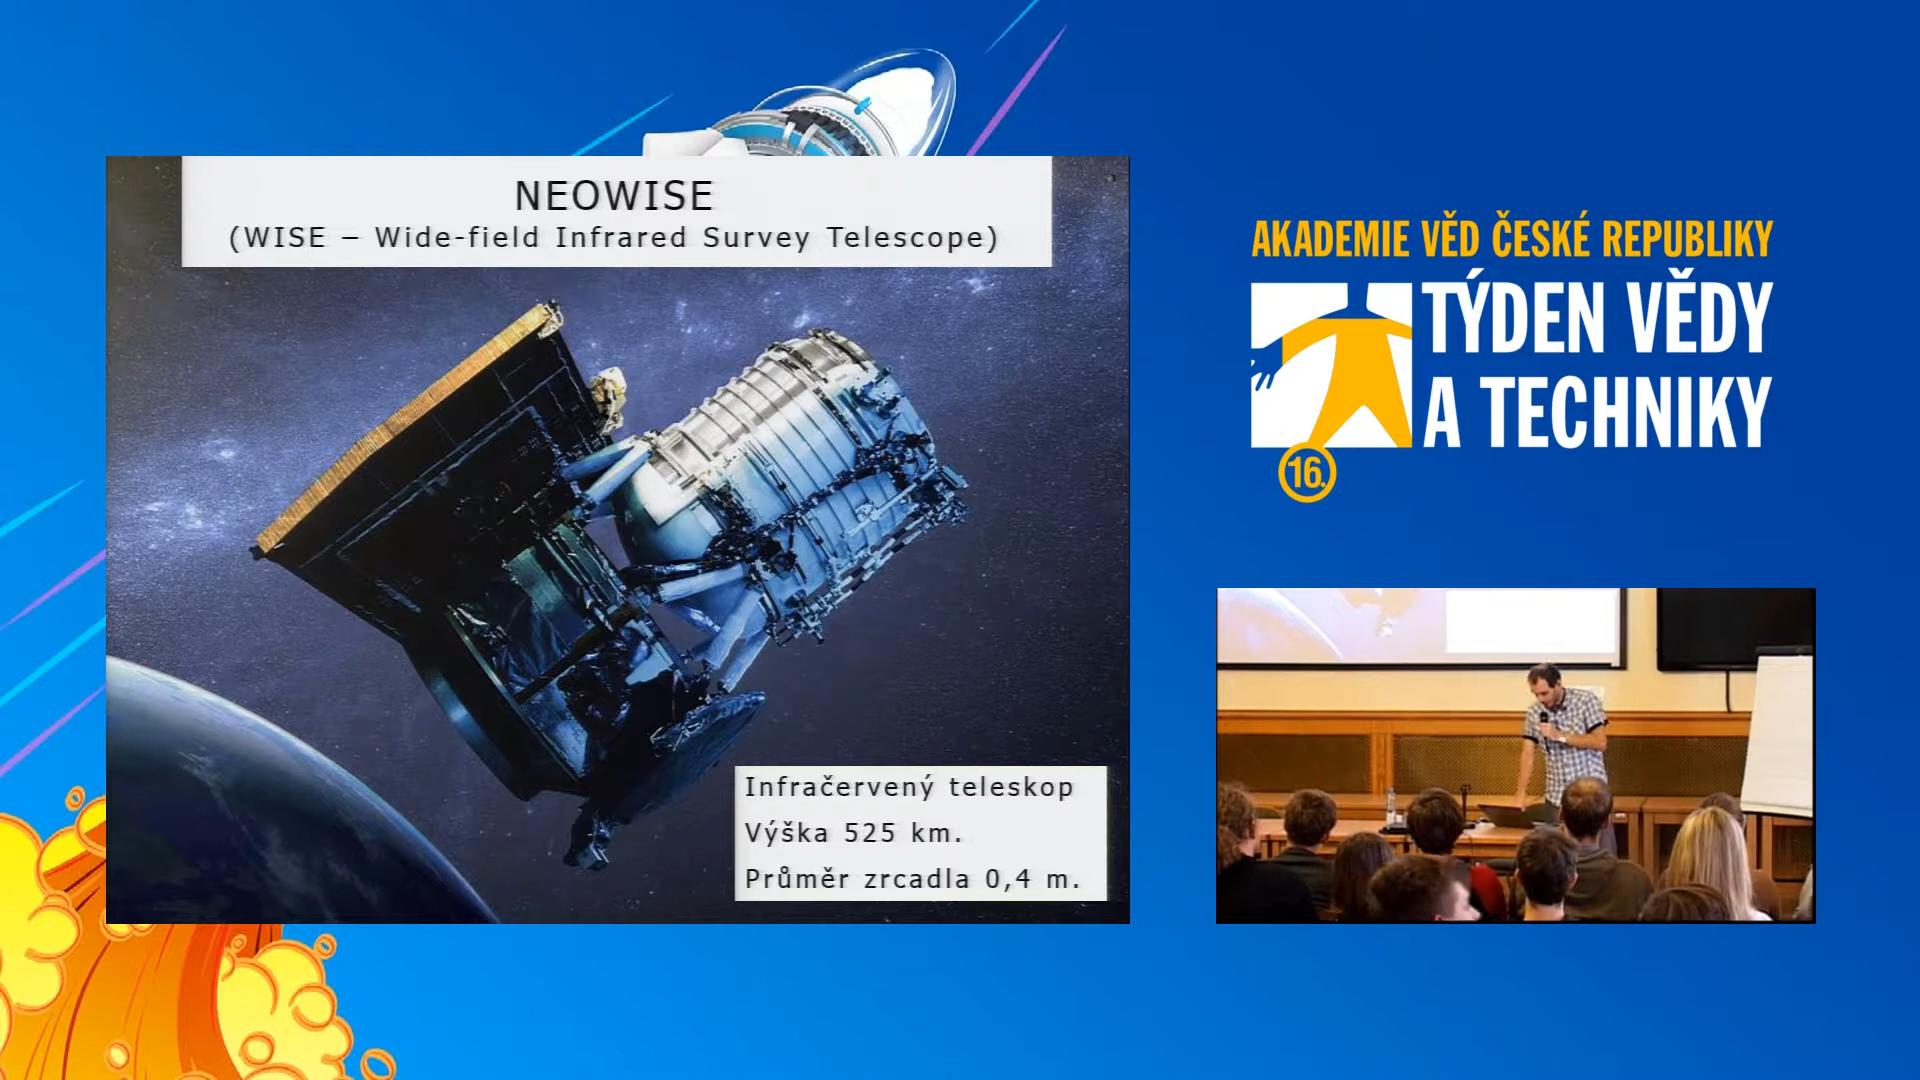 NEOWISE
(WISE – Wide-field Infrared Survey Telescope)
Infračervený teleskop
Výška 525 km.
Průměr zrcadla 0,4 m.
AKADEMIE VĚD ČESKÉ REPUBLIKY
TÝDEN VĚDY
A TECHNIKY
16.